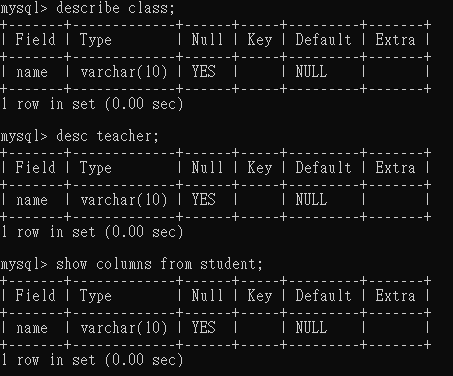 mysql> describe class;
+-------+-------------+------+-----+---------+-------+
| Field | Type        | Null | Key | Default | Extra |
+-------+-------------+------+-----+---------+-------+
| name  | varchar(10) | YES  |     | NULL    |       |
+-------+-------------+------+-----+---------+-------+
1 row in set (0.00 sec)
mysql> desc teacher;
+-------+-------------+------+-----+---------+-------+
| Field | Type        | Null | Key | Default | Extra |
+-------+-------------+------+-----+---------+-------+
| name  | varchar(10) | YES  |     | NULL    |       |
+-------+-------------+------+-----+---------+-------+
1 row in set (0.00 sec)
mysql> show columns from student;
+-------+-------------+------+-----+---------+-------+
| Field | Type        | Null | Key | Default | Extra |
+-------+-------------+------+-----+---------+-------+
| name  | varchar(10) | YES  |     | NULL    |       |
+-------+-------------+------+-----+---------+-------+
1 row in set (0.00 sec)